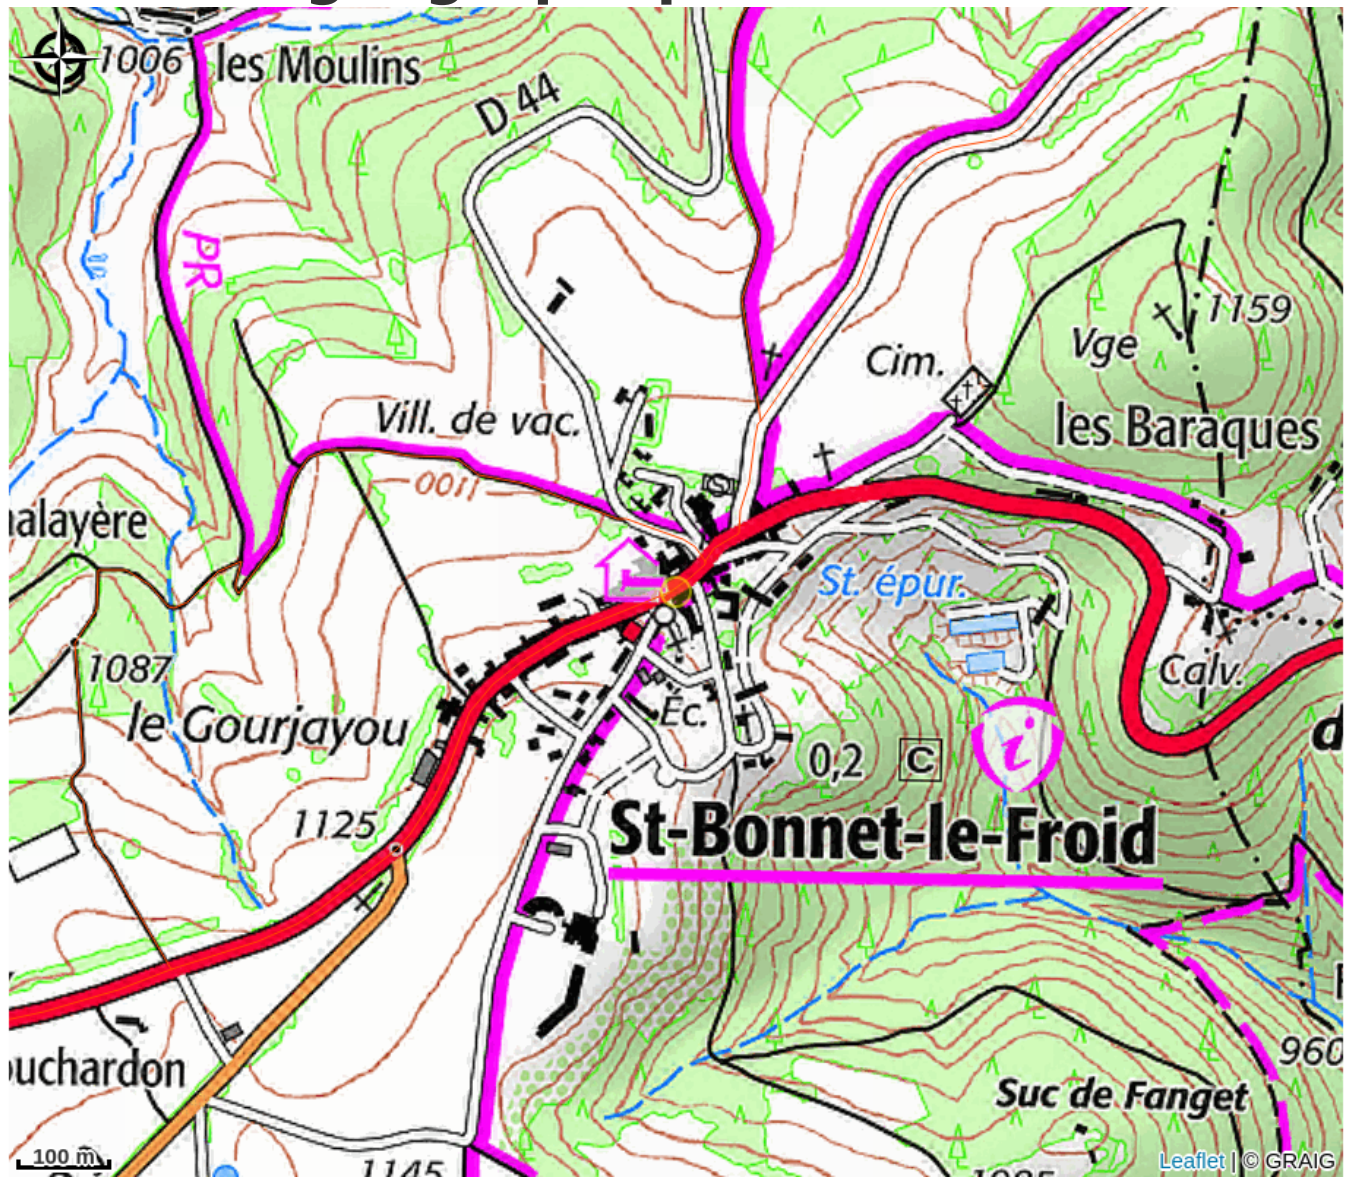 1006
les Moulins
D 44
PR
1159
Vge
Cim.
les Baraques
Vill. de vac.
1100
alayère
St. épur.
1087
Calv.
le Gourjayou
Éc.
i
0,2
C
1125
St-Bonnet-le-Froid
uchardon
960
Suc de Fanget
100 m
1145
Leaflet | © GRAIG